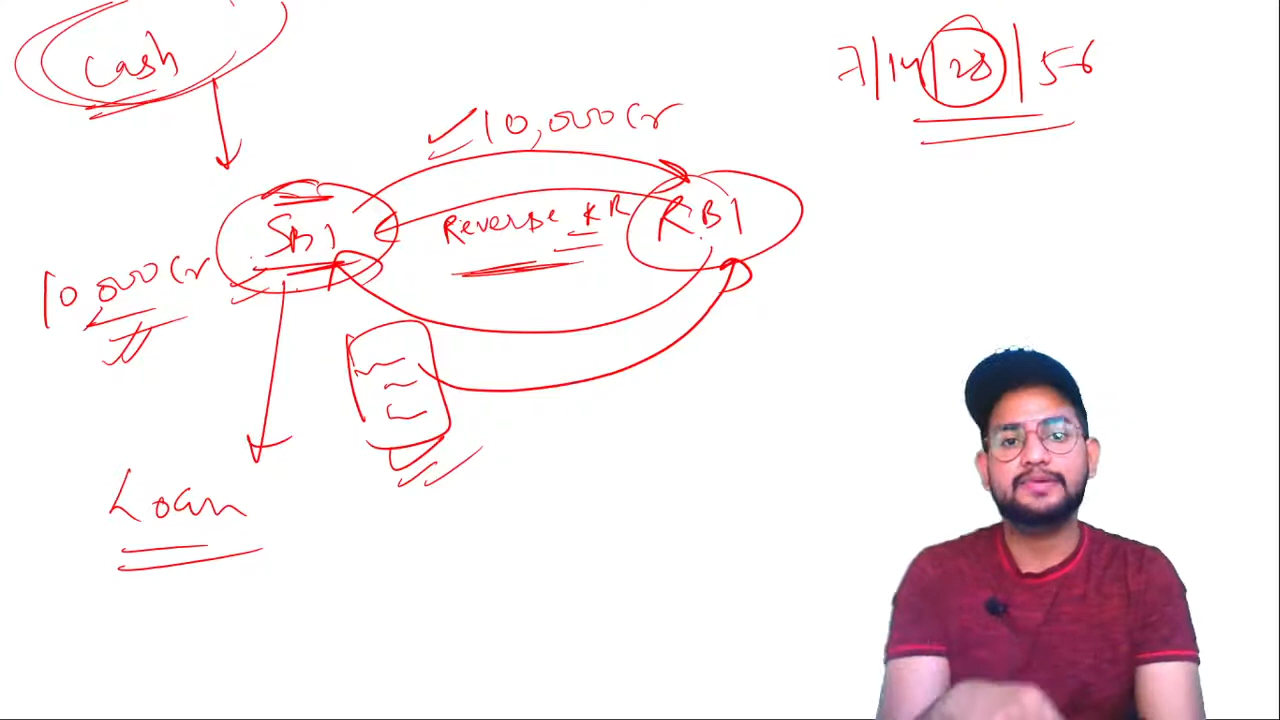 Cash
7|14|28|56
10,000 Cr
SBI
Reverse RR
RBI
10,000 Cr
Loan